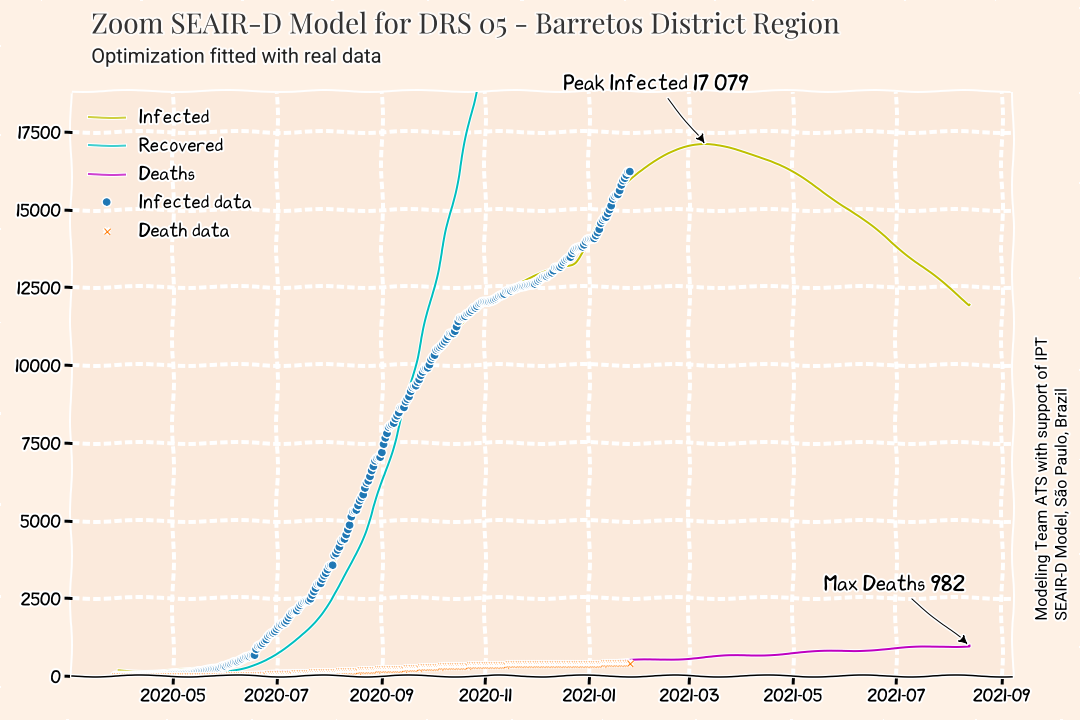 Zoom SEAIR-D Model for DRS 05 - Barretos District Region
Optimization fitted with real data
Peak Infected 17 079
Infected
Recovered
Deaths
Infected data
Death data
17500
15000
12500
10000
7500
5000
2500
0
Max Deaths 982
2020-05
2020-07
2020-09
2020-11
2021-01
2021-03
2021-05
2021-07
2021-09
Modeling Team ATS with support of IPT
SEAIR-D Model, São Paulo, Brazil